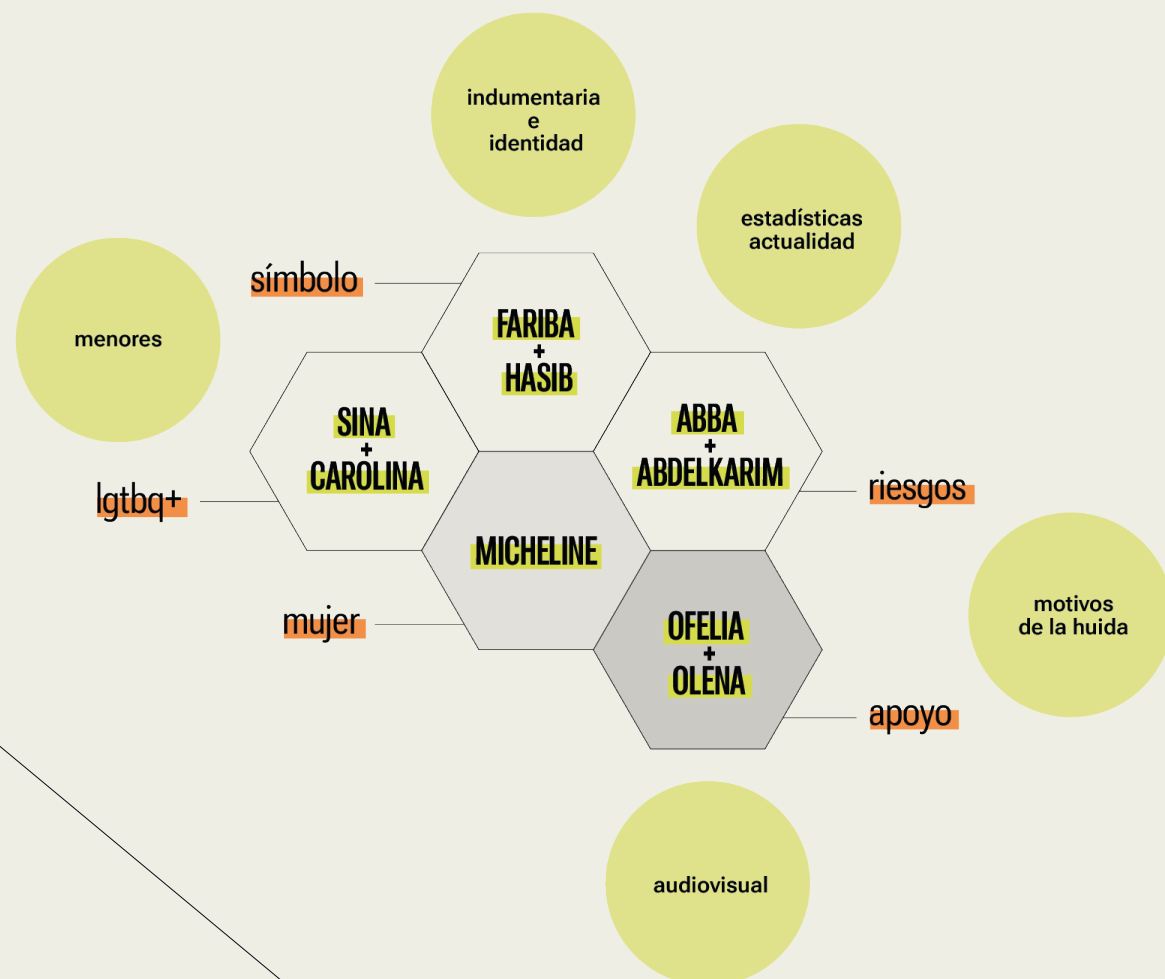 indumentaria
e
identidad
estadísticas
actualidad
menores
símbolo
FARIBA
+
HASIB
SINA
+
CAROLINA
ABBA
+
ABDELKARIM
lgtbq+
riesgos
MICHELINE
mujer
OFELIA
+
OLENA
motivos
de la huida
apoyo
audiovisual